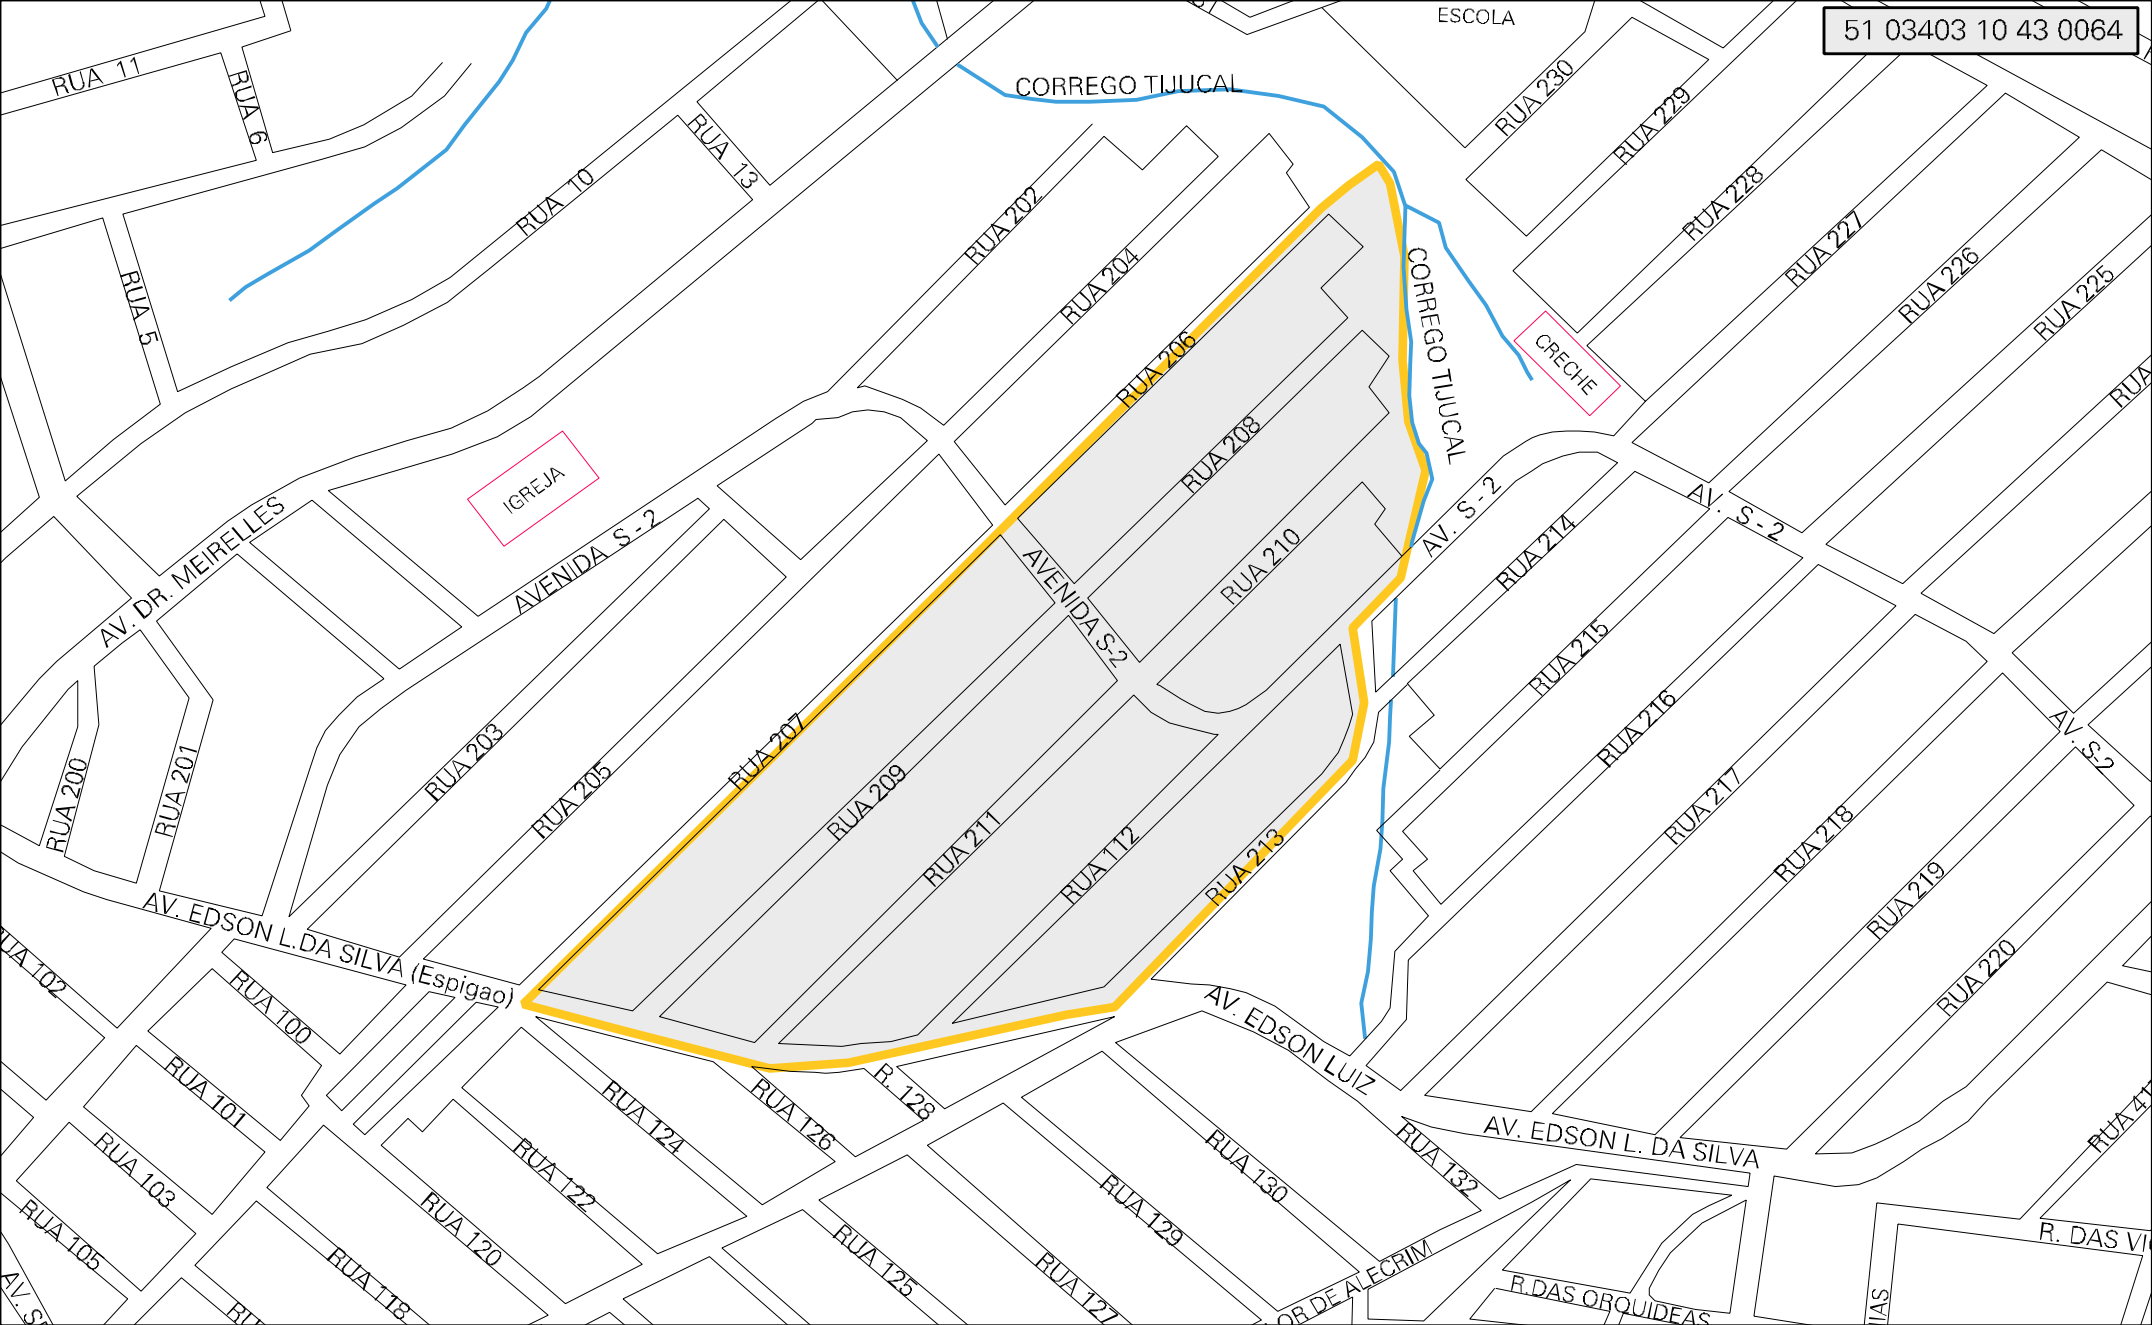 ESCOLA
51 03403 10 43 0064
RUA 11
RUA 6
CORREGO TIJUCAL
RUA 230
RUA 229
RUA 13
RUA 10
RUA 202
RUA 228
RUA 227
RUA 204
RUA 226
RUA 225
RUA 5
CORREGO TIJUCAL
RUA 206
CRECHE
RUA
RUA 208
IGREJA
AV. S - 2
AV. S - 2
AVENIDA S - 2
AV. DR. MEIRELLES
RUA 210
RUA 214
AVENIDA S-2
RUA 215
RUA 216
AV. S-2
RUA 203
RUA 207
RUA 205
RUA 209
RUA 200
RUA 201
RUA 211
RUA 112
RUA 213
RUA 217
RUA 218
RUA 219
RUA 220
AV. EDSON L.DA SILVA (Espigao)
RUA 102
RUA 100
AV. EDSON LUIZ
RUA 101
RUA 124
RUA 126
R. 128
AV. EDSON L. DA SILVA
RUA 132
RUA 103
RUA 122
RUA 130
RUA 129
RUA 105
RUA 120
RUA 118
RUA 125
RUA 127
OR DE ALECRIM
R.DAS ORQUIDEAS
R. DAS